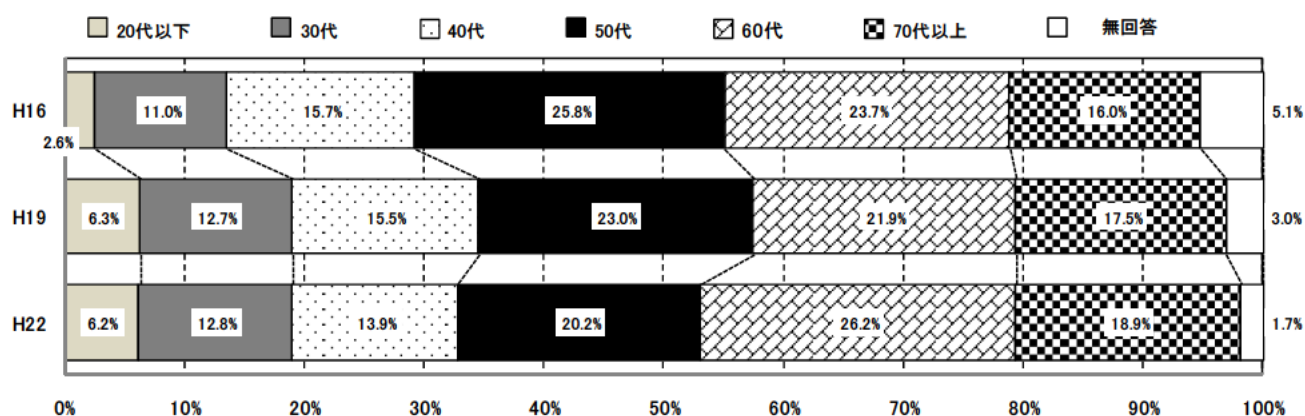 20代以下 30代 40代 50代 60代 70代以上 無回答
H16 2.6% 11.0% 15.7% 25.8% 23.7% 16.0% 5.1%
H19 6.3% 12.7% 15.5% 23.0% 21.9% 17.5% 3.0%
H22 6.2% 12.8% 13.9% 20.2% 26.2% 18.9% 1.7%
0% 10% 20% 30% 40% 50% 60% 70% 80% 90% 100%